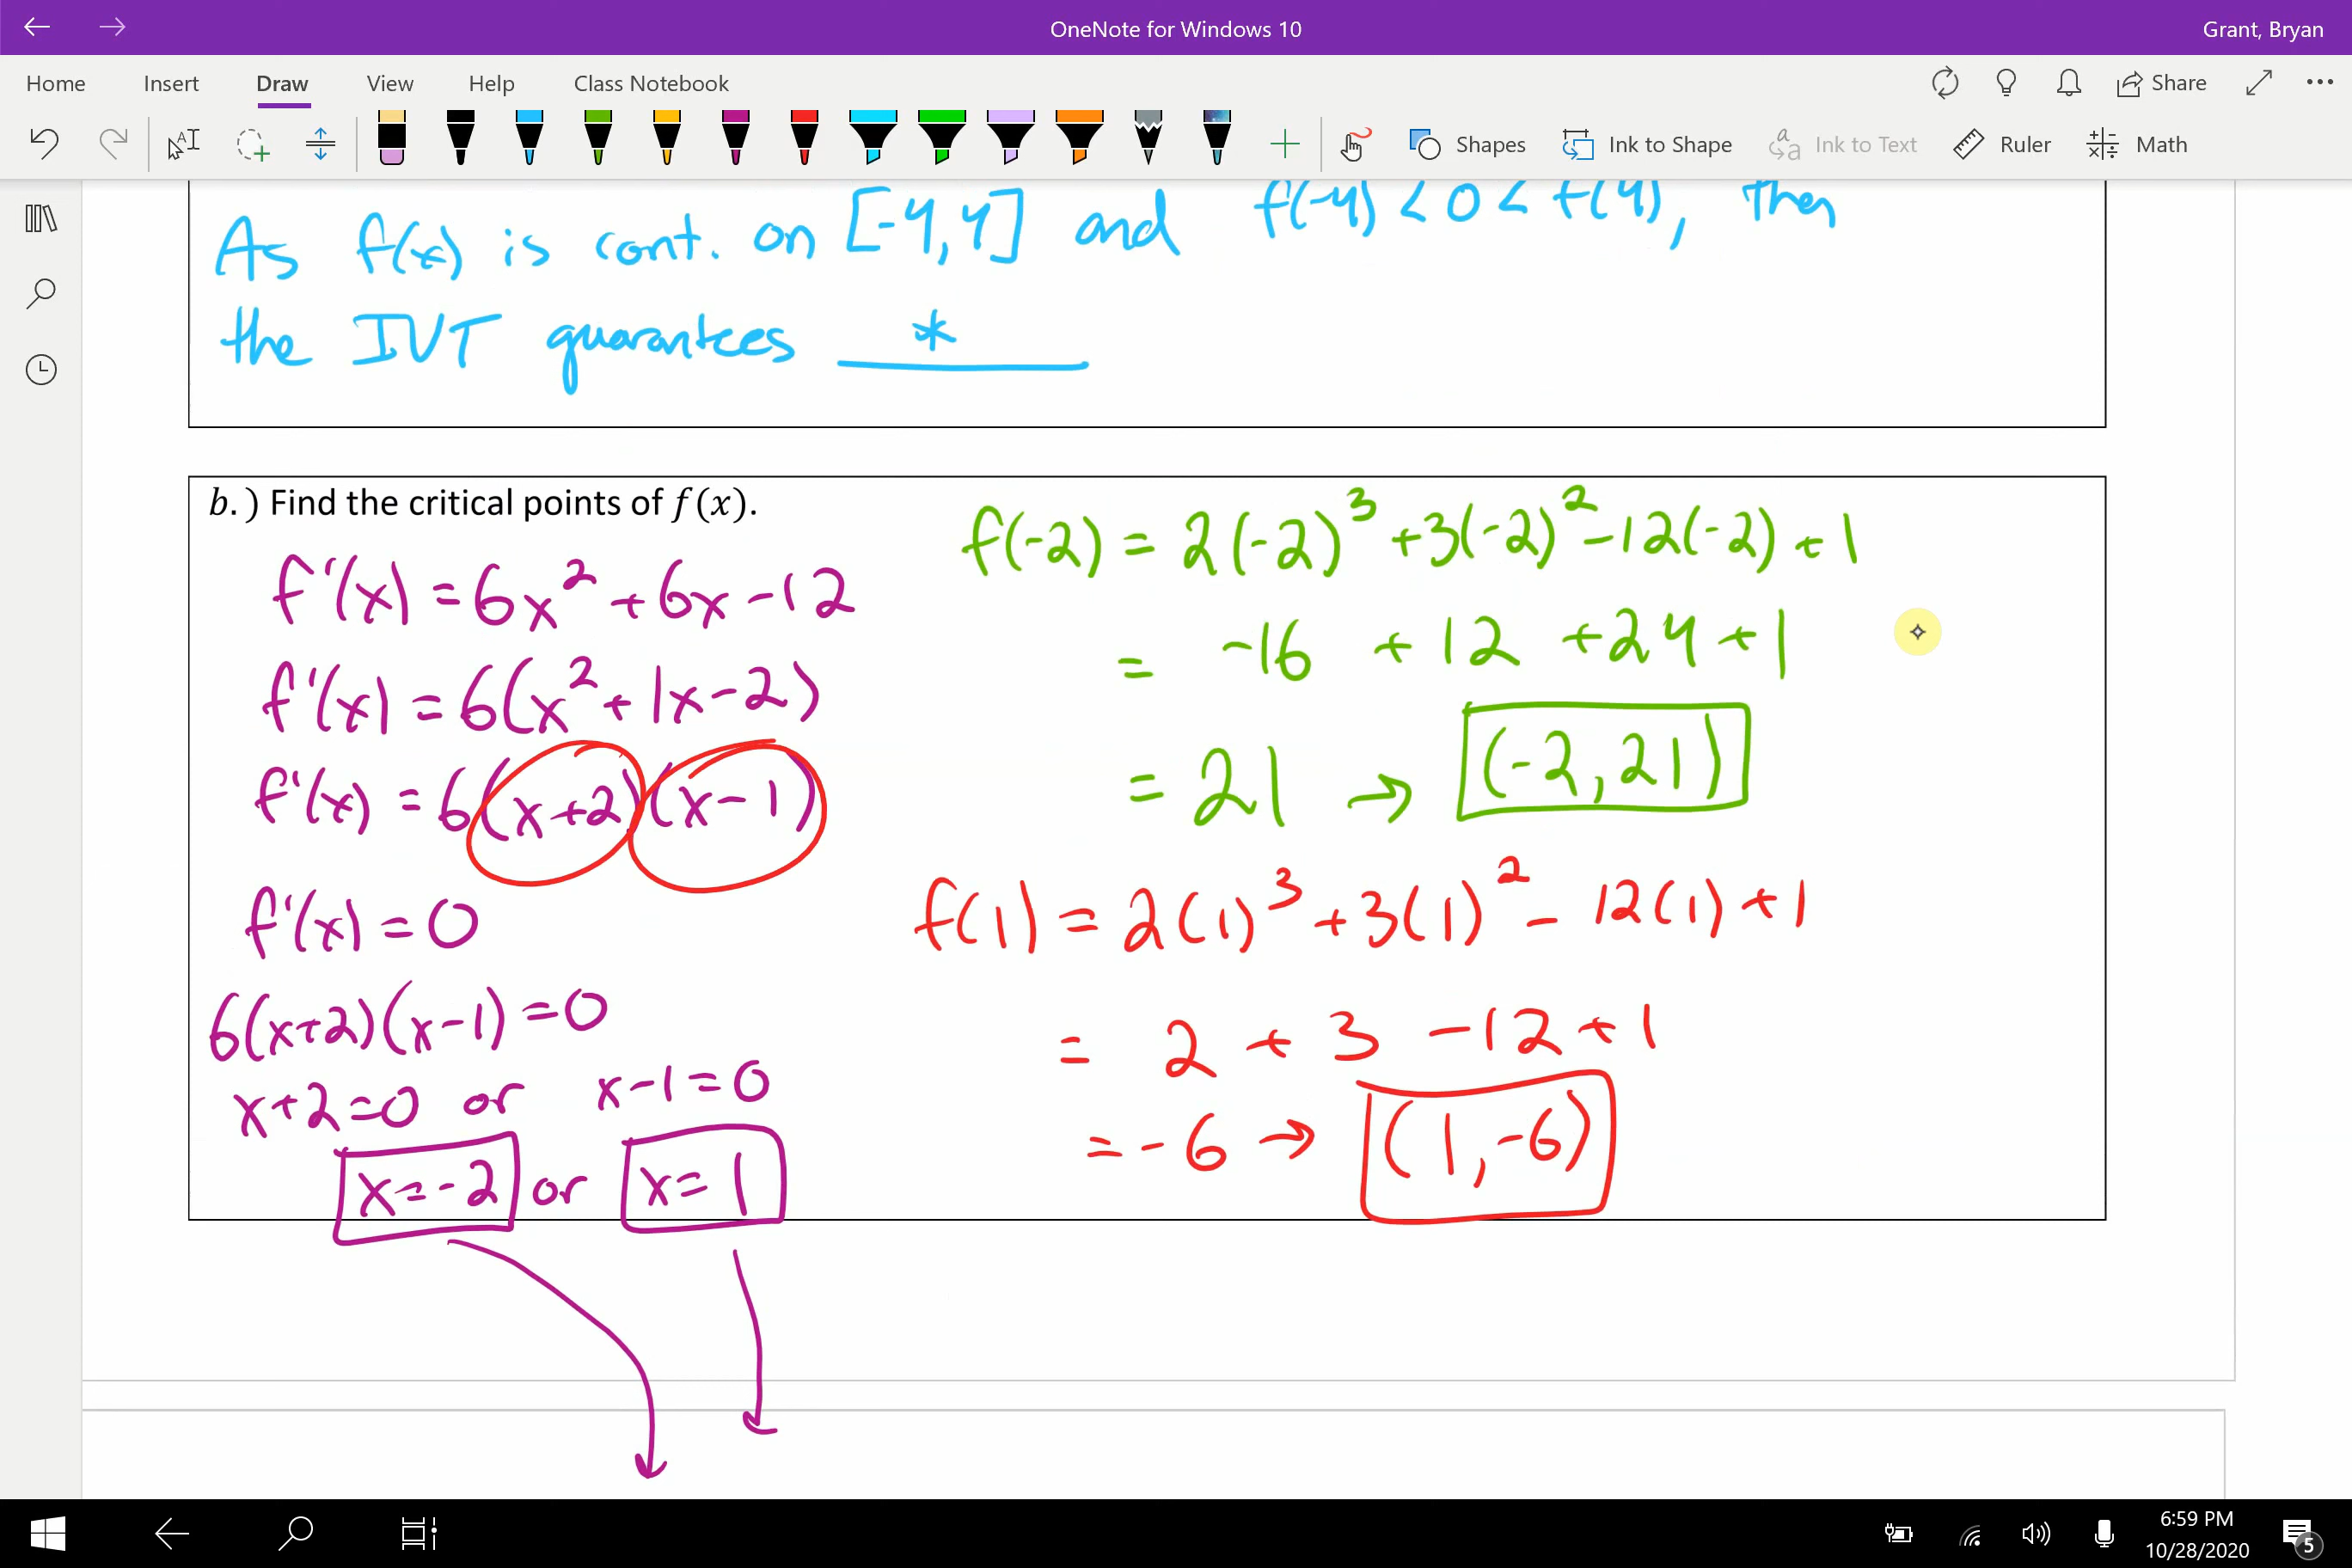 OneNote for Windows 10
Grant, Bryan
Home Insert Draw View Help Class Notebook Share
Shapes Ink to Shape Ink to Text Ruler Math
As f(x) is cont. on [-4,4] and f(-4) < 0 < f(4), then
the IVT guarantees *
b.) Find the critical points of f(x).
f'(x) = 6x² + 6x - 12
f'(x) = 6(x² + 1x - 2)
f'(x) = 6(x+2)(x-1)
f'(x) = 0
6(x+2)(x-1) = 0
x+2=0 or x-1=0
x=-2 or x=1
f(-2) = 2(-2)³ + 3(-2)² - 12(-2) + 1
= -16 + 12 + 24 + 1
= 21 → (-2, 21)
f(1) = 2(1)³ + 3(1)² - 12(1) + 1
= 2 + 3 - 12 + 1
= -6 → (1, -6)
6:59 PM
10/28/2020
5